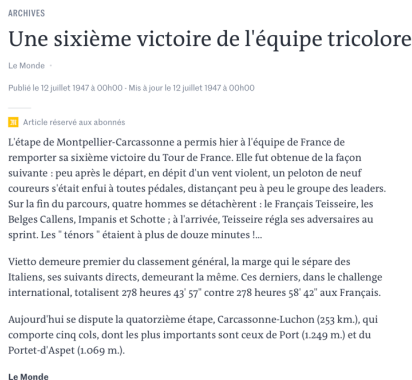 ARCHIVES
Une sixième victoire de l'équipe tricolore
Le Monde ·
Publié le 12 juillet 1947 à 00h00 - Mis à jour le 12 juillet 1947 à 00h00
Article réservé aux abonnés
L'étape de Montpellier-Carcassonne a permis hier à l'équipe de France de
remporter sa sixième victoire du Tour de France. Elle fut obtenue de la façon
suivante : peu après le départ, en dépit d'un vent violent, un peloton de neuf
coureurs s'était enfui à toutes pédales, distançant peu à peu le groupe des leaders.
Sur la fin du parcours, quatre hommes se détachèrent : le Français Teisseire, les
Belges Callens, Impanis et Schotte ; à l'arrivée, Teisseire régla ses adversaires au
sprint. Les " ténors " étaient à plus de douze minutes !...
Vietto demeure premier du classement général, la marge qui le sépare des
Italiens, ses suivants directs, demeurant la même. Ces derniers, dans le challenge
international, totalisent 278 heures 43' 57" contre 278 heures 58' 42" aux Français.
Aujourd'hui se dispute la quatorzième étape, Carcassonne-Luchon (253 km.), qui
comporte cinq cols, dont les plus importants sont ceux de Port (1.249 m.) et du
Portet-d'Aspet (1.069 m.).
Le Monde